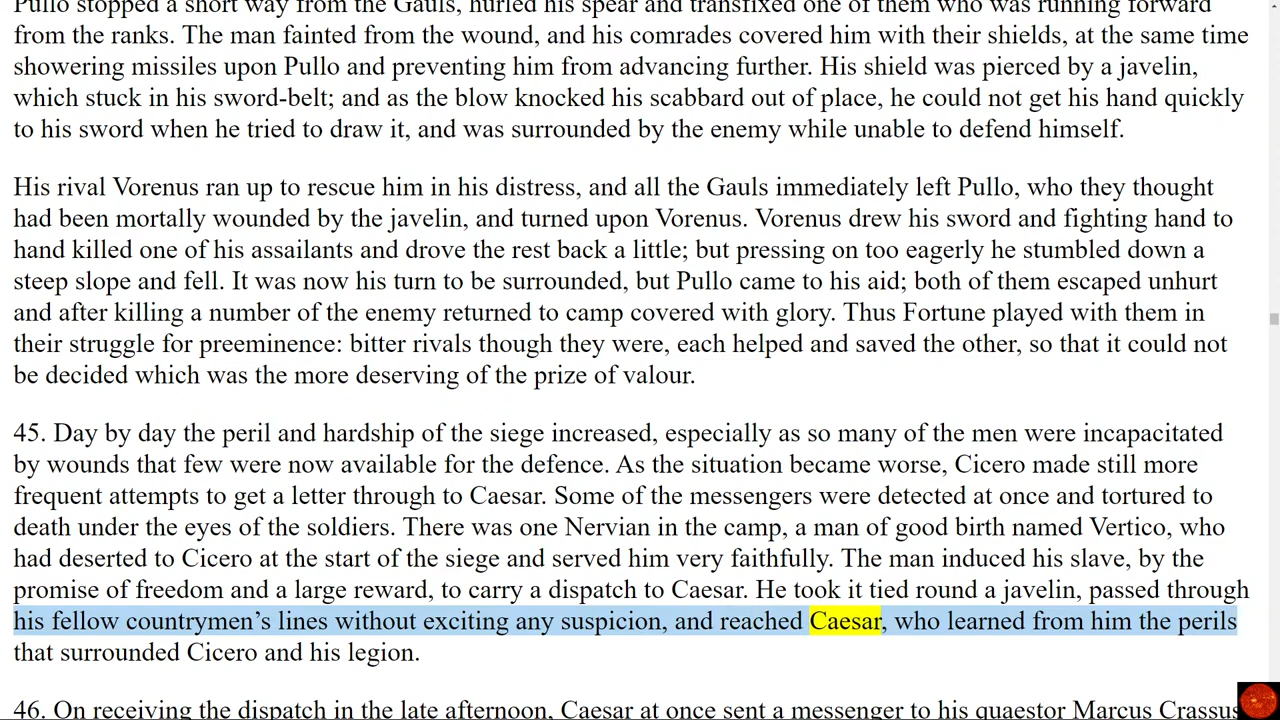 Pullo stopped a short way from the Gauls, hurled his spear and transfixed one of them who was running forward
from the ranks. The man fainted from the wound, and his comrades covered him with their shields, at the same time
showering missiles upon Pullo and preventing him from advancing further. His shield was pierced by a javelin,
which stuck in his sword-belt; and as the blow knocked his scabbard out of place, he could not get his hand quickly
to his sword when he tried to draw it, and was surrounded by the enemy while unable to defend himself.
His rival Vorenus ran up to rescue him in his distress, and all the Gauls immediately left Pullo, who they thought
had been mortally wounded by the javelin, and turned upon Vorenus. Vorenus drew his sword and fighting hand to
hand killed one of his assailants and drove the rest back a little; but pressing on too eagerly he stumbled down a
steep slope and fell. It was now his turn to be surrounded, but Pullo came to his aid; both of them escaped unhurt
and after killing a number of the enemy returned to camp covered with glory. Thus Fortune played with them in
their struggle for preeminence: bitter rivals though they were, each helped and saved the other, so that it could not
be decided which was the more deserving of the prize of valour.
45. Day by day the peril and hardship of the siege increased, especially as so many of the men were incapacitated
by wounds that few were now available for the defence. As the situation became worse, Cicero made still more
frequent attempts to get a letter through to Caesar. Some of the messengers were detected at once and tortured to
death under the eyes of the soldiers. There was one Nervian in the camp, a man of good birth named Vertico, who
had deserted to Cicero at the start of the siege and served him very faithfully. The man induced his slave, by the
promise of freedom and a large reward, to carry a dispatch to Caesar. He took it tied round a javelin, passed through
his fellow countrymen’s lines without exciting any suspicion, and reached Caesar, who learned from him the perils
that surrounded Cicero and his legion.
46. On receiving the dispatch in the late afternoon, Caesar at once sent a messenger to his quaestor Marcus Crassus